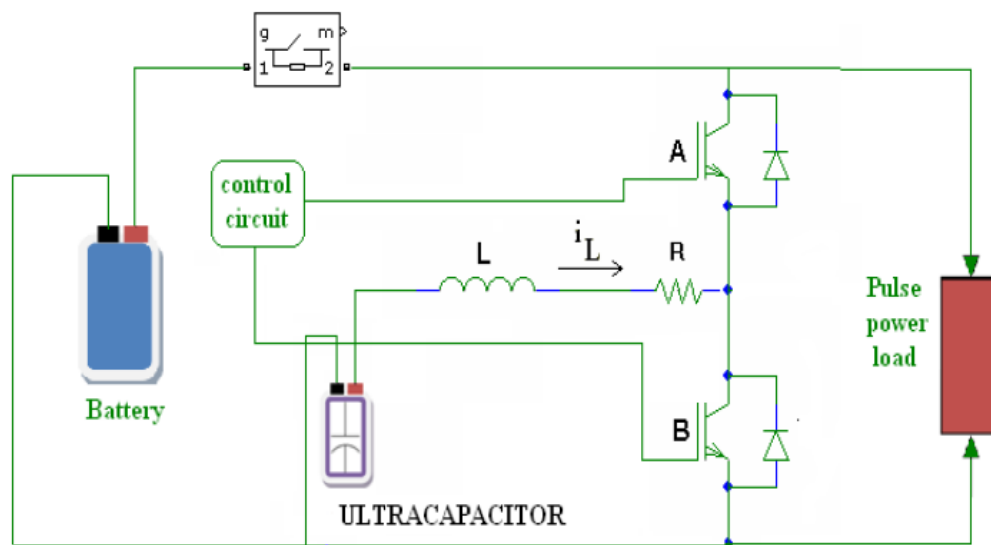 g m
1 2
A
control
circuit
i
L
L
R
Pulse
power
load
Battery
B
ULTRACAPACITOR